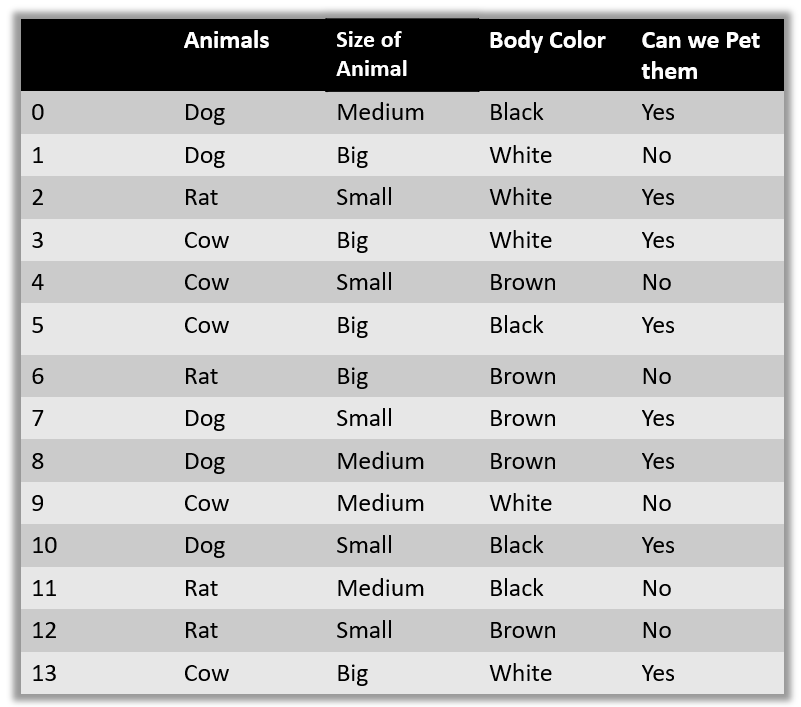 Animals Size of Animal Body Color Can we Pet them
0 Dog Medium Black Yes
1 Dog Big White No
2 Rat Small White Yes
3 Cow Big White Yes
4 Cow Small Brown No
5 Cow Big Black Yes
6 Rat Big Brown No
7 Dog Small Brown Yes
8 Dog Medium Brown Yes
9 Cow Medium White No
10 Dog Small Black Yes
11 Rat Medium Black No
12 Rat Small Brown No
13 Cow Big White Yes